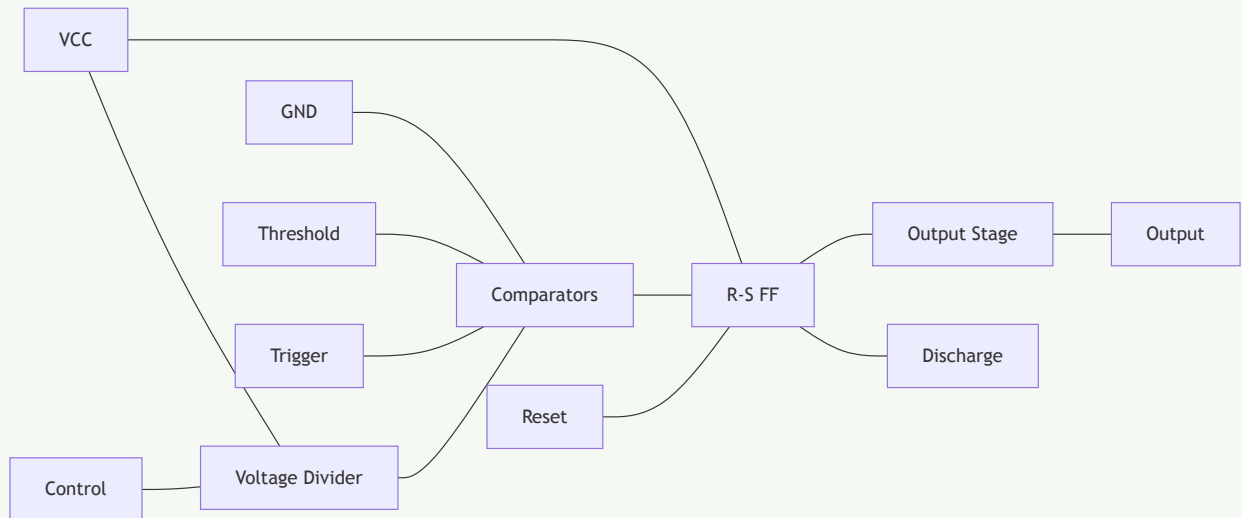 VCC
GND
Threshold
Output Stage
Output
Comparators
R-S FF
Trigger
Discharge
Reset
Voltage Divider
Control